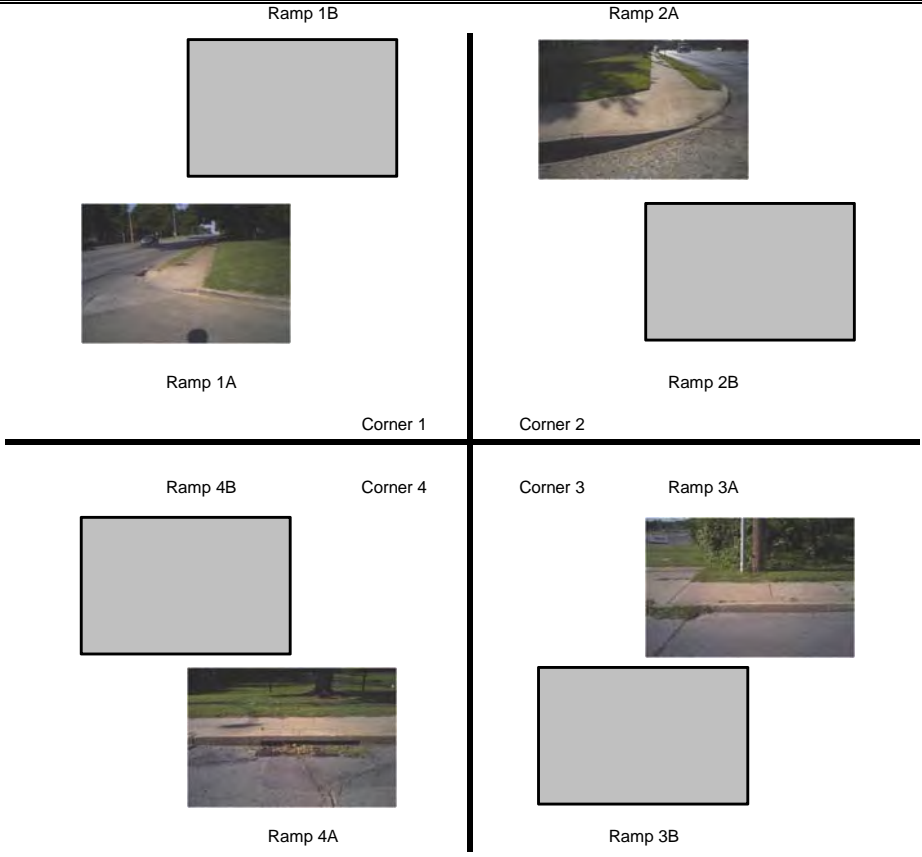 Ramp 1B
Ramp 2A
Ramp 1A
Ramp 2B
Corner 1
Corner 2
Ramp 4B
Corner 4
Corner 3
Ramp 3A
Ramp 4A
Ramp 3B